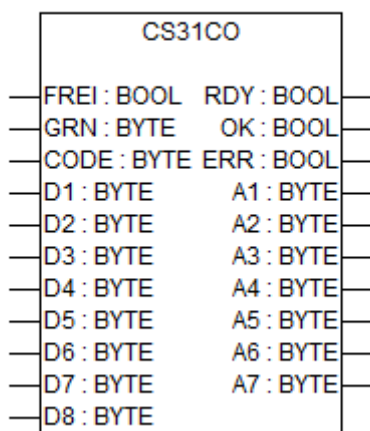 CS31CO
FREI : BOOL RDY : BOOL
GRN : BYTE OK : BOOL
CODE : BYTE ERR : BOOL
D1 : BYTE A1 : BYTE
D2 : BYTE A2 : BYTE
D3 : BYTE A3 : BYTE
D4 : BYTE A4 : BYTE
D5 : BYTE A5 : BYTE
D6 : BYTE A6 : BYTE
D7 : BYTE A7 : BYTE
D8 : BYTE